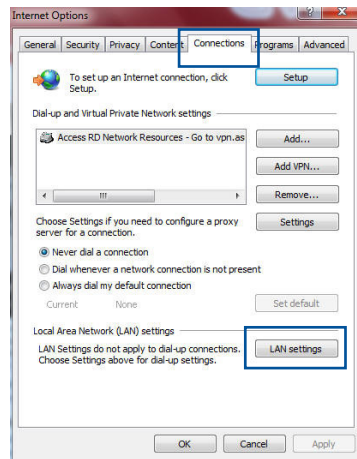 Internet Options
General Security Privacy Content Connections Programs Advanced
To set up an Internet connection, click
Setup.
Setup
Dial-up and Virtual Private Network settings
Access RD Network Resources - Go to vpn.as
Add...
Add VPN...
Remove...
Choose Settings if you need to configure a proxy
server for a connection.
Settings
Never dial a connection
Dial whenever a network connection is not present
Always dial my default connection
Current None
Set default
Local Area Network (LAN) settings
LAN Settings do not apply to dial-up connections.
Choose Settings above for dial-up settings.
LAN settings
OK Cancel Apply